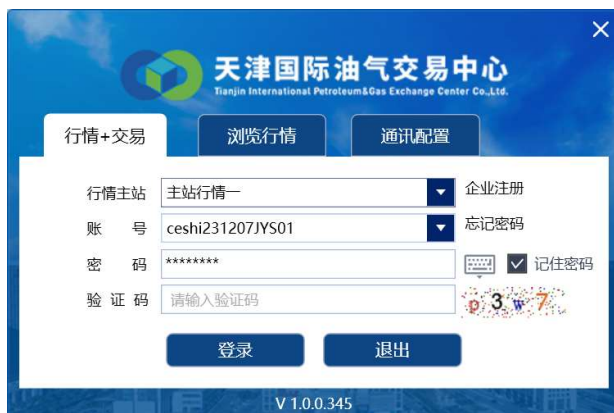 天津国际油气交易中心
Tianjin International Petroleum&Gas Exchange Center Co.,Ltd.
行情+交易 浏览行情 通讯配置
行情主站 主站行情一 企业注册
账 号 ceshi231207JYS01 忘记密码
密 码 ******** 记住密码
验 证 码 请输入验证码 p3w7
登录 退出
V 1.0.0.345